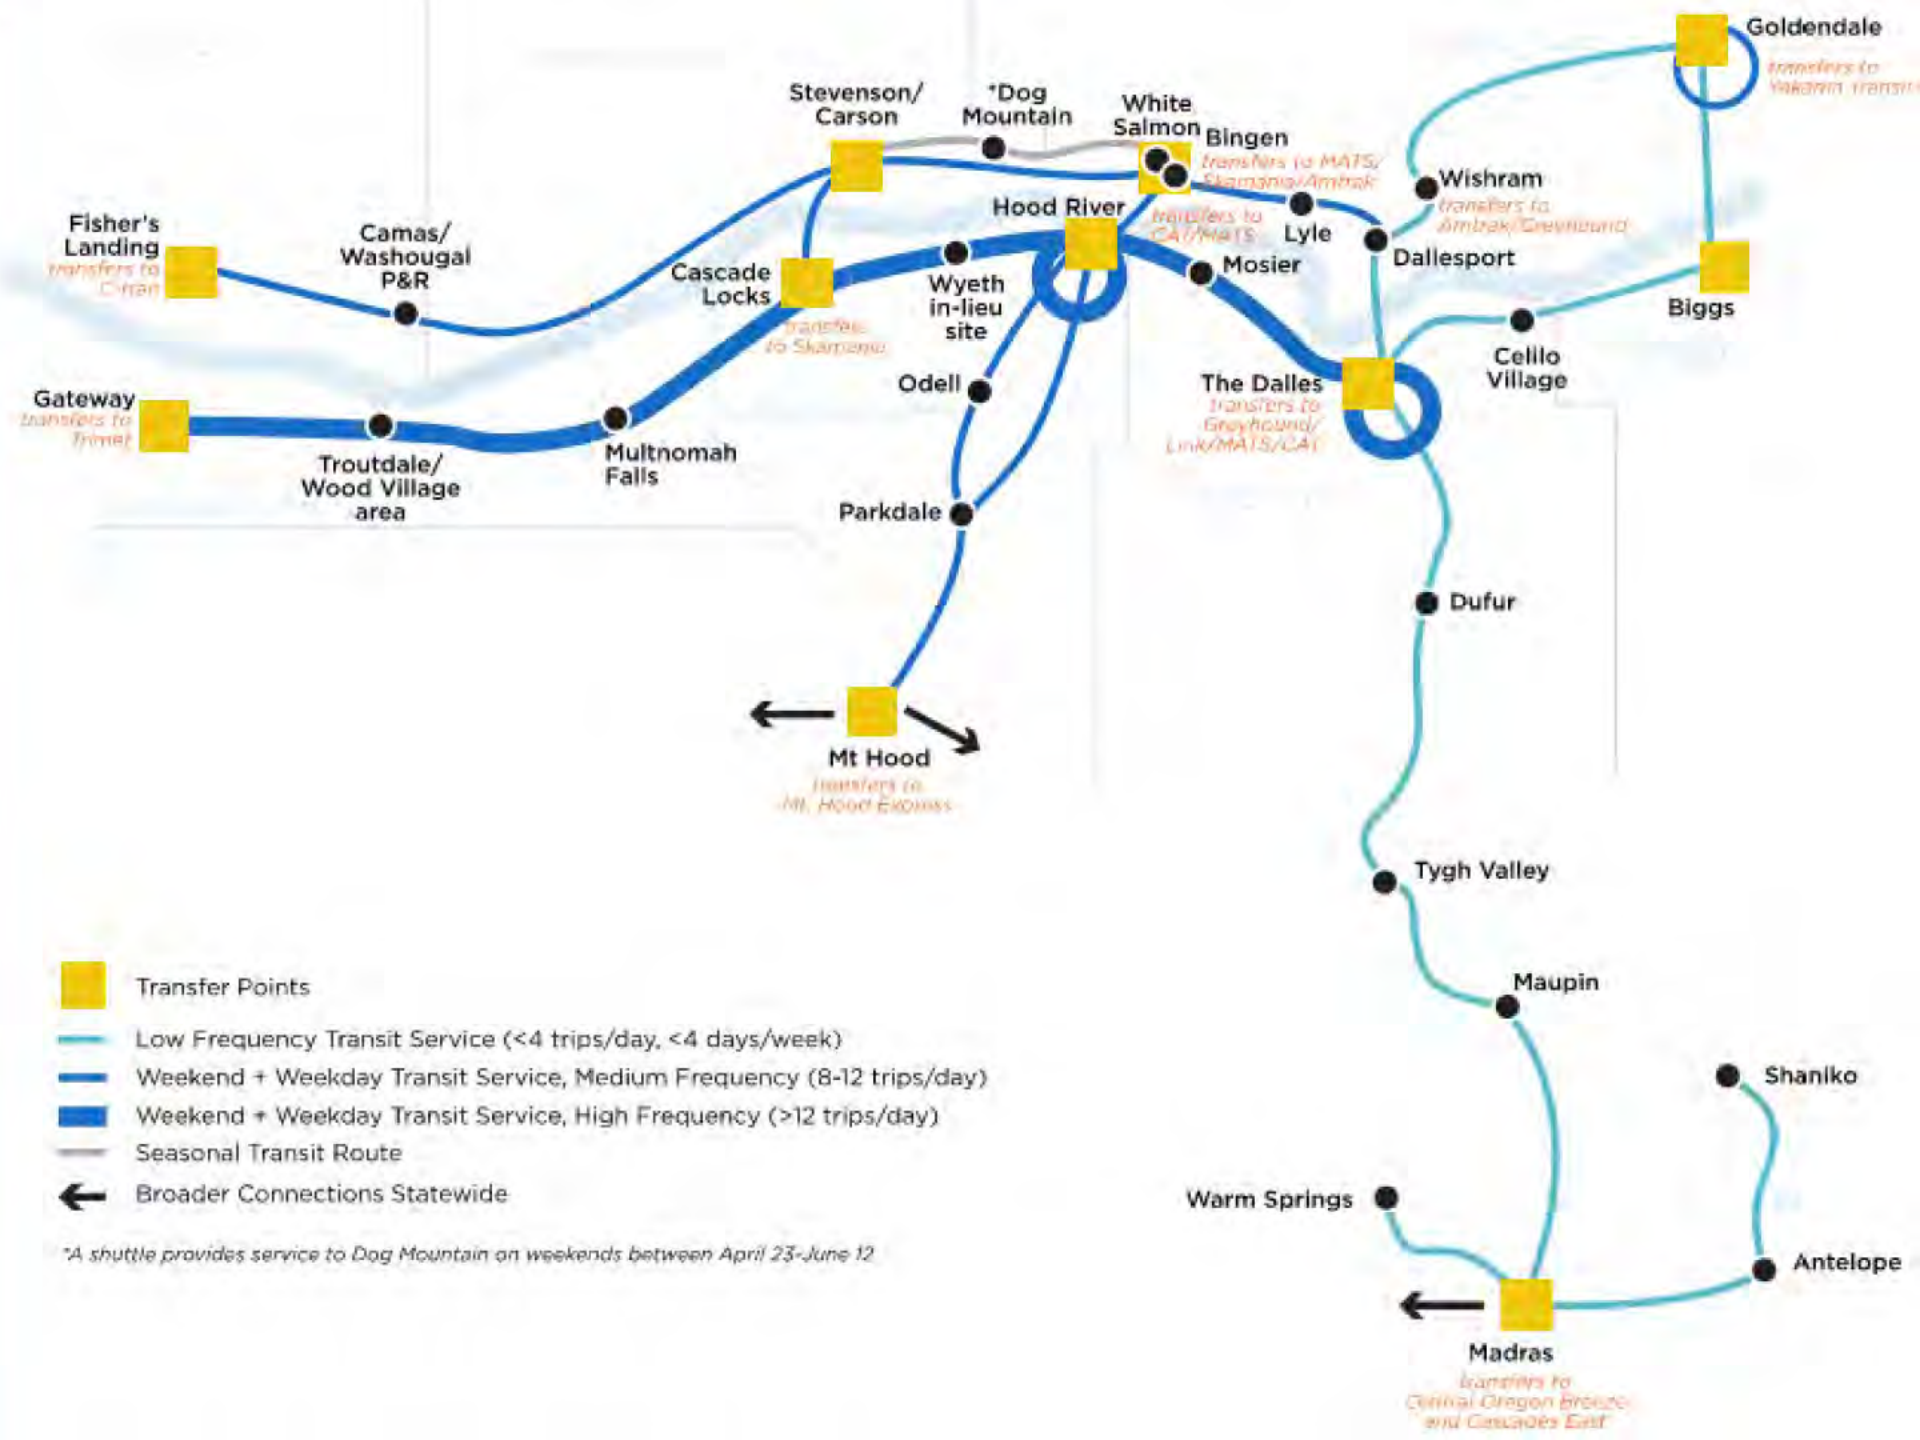 Goldendale
transfers to
Yakama Transit
Stevenson/
Carson
*Dog
Mountain
White
Salmon
Bingen
transfers to MATS/
Skamania/Amtrak
Wishram
transfers to
Amtrak/Greyhound
Hood River
transfers to
CAT/MATS
Lyle
Dallesport
Fisher's
Landing
transfers to
C-Tran
Camas/
Washougal
P&R
Cascade
Locks
transfers
to Skamania
Wyeth
in-lieu
site
Mosier
Biggs
Celilo
Village
Gateway
transfers to
Trimet
Troutdale/
Wood Village
area
Multnomah
Falls
Odell
The Dalles
transfers to
Greyhound/
Link/MATS/CAT
Parkdale
Dufur
Mt Hood
transfers to
Mt. Hood Express
Tygh Valley
Maupin
Shaniko
Warm Springs
Antelope
Madras
transfers to
Central Oregon Breeze
and Cascades East
Transfer Points
Low Frequency Transit Service (<4 trips/day, <4 days/week)
Weekend + Weekday Transit Service, Medium Frequency (8-12 trips/day)
Weekend + Weekday Transit Service, High Frequency (>12 trips/day)
Seasonal Transit Route
Broader Connections Statewide
*A shuttle provides service to Dog Mountain on weekends between April 23-June 12